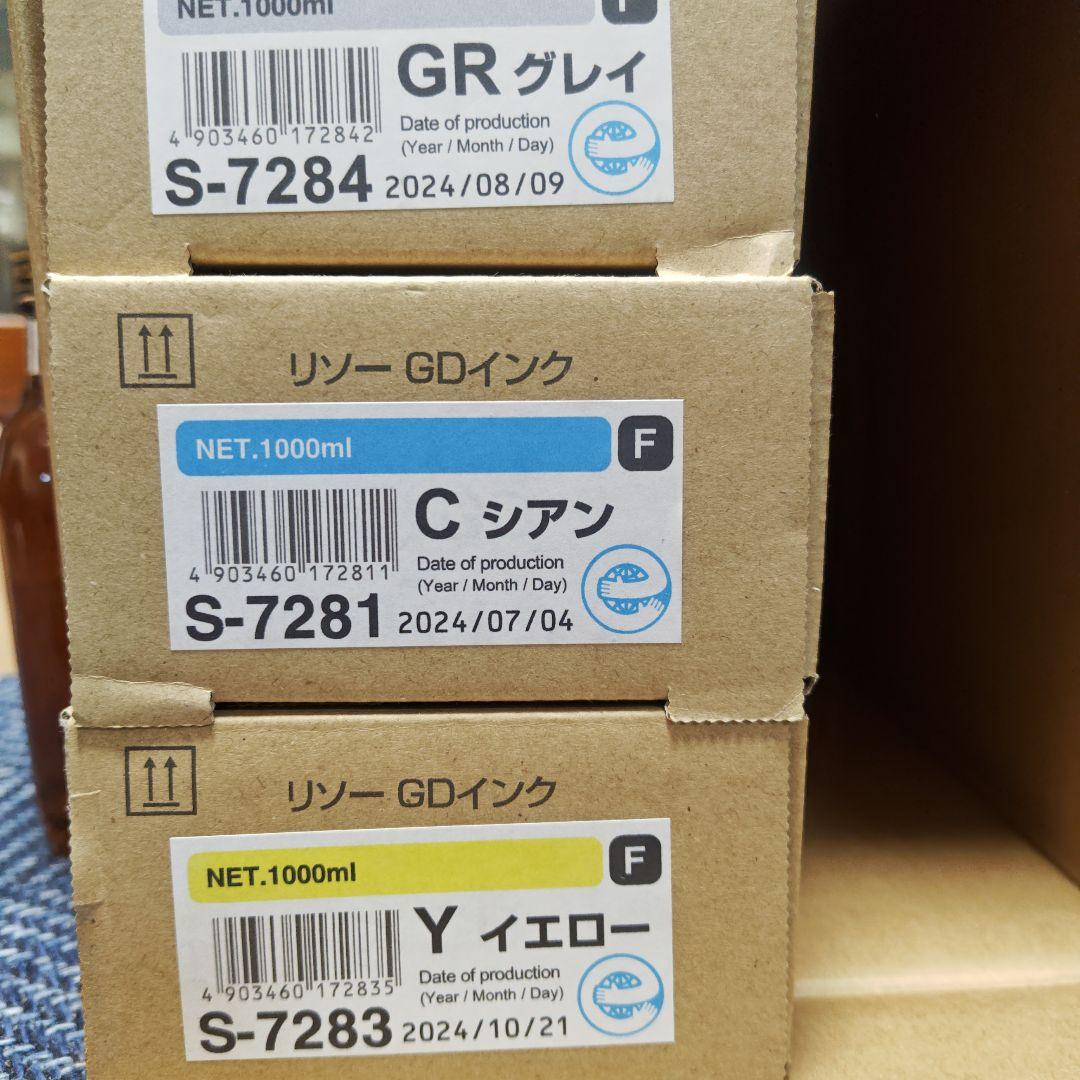 NET.1000ml F
GR グレイ
4 903460 172842
Date of production
(Year / Month / Day)
S-7284 2024/08/09
リソー GDインク
NET.1000ml F
C シアン
4 903460 172811
Date of production
(Year / Month / Day)
S-7281 2024/07/04
リソー GDインク
NET.1000ml F
Y イエロー
4 903460 172835
Date of production
(Year / Month / Day)
S-7283 2024/10/21